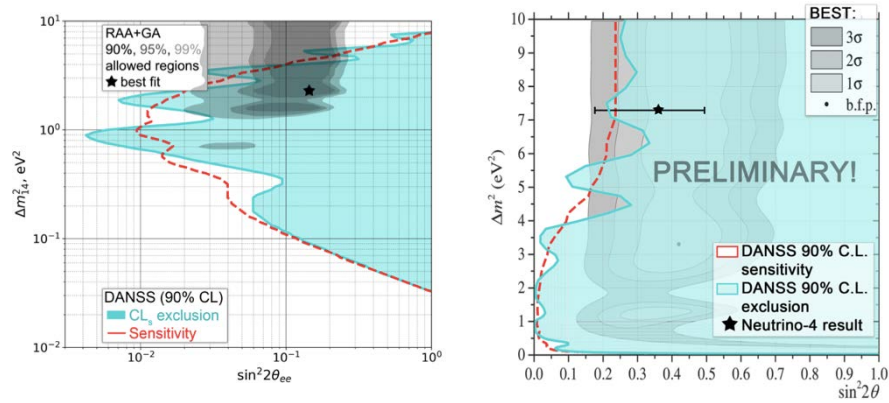 RAA+GA
90%, 95%, 99%
allowed regions
★ best fit
DANSS (90% CL)
CLₛ exclusion
Sensitivity
Δm²₁₄, eV²
10¹
10⁰
10⁻¹
10⁻²
10⁻²
10⁻¹
10⁰
sin²2θₑₑ
BEST:
3σ
2σ
1σ
b.f.p.
PRELIMINARY!
DANSS 90% C.L.
sensitivity
DANSS 90% C.L.
exclusion
Neutrino-4 result
Δm² (eV²)
10
9
8
7
6
5
4
3
2
1
0
0.0 0.1 0.2 0.3 0.4 0.5 0.6 0.7 0.8 0.9 1.0
sin²2θ